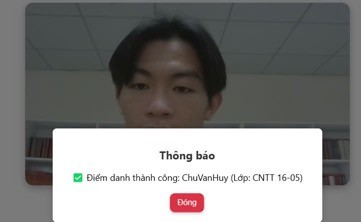 Thông báo
✅ Điểm danh thành công: ChuVanHuy (Lớp: CNTT 16-05)
Đóng